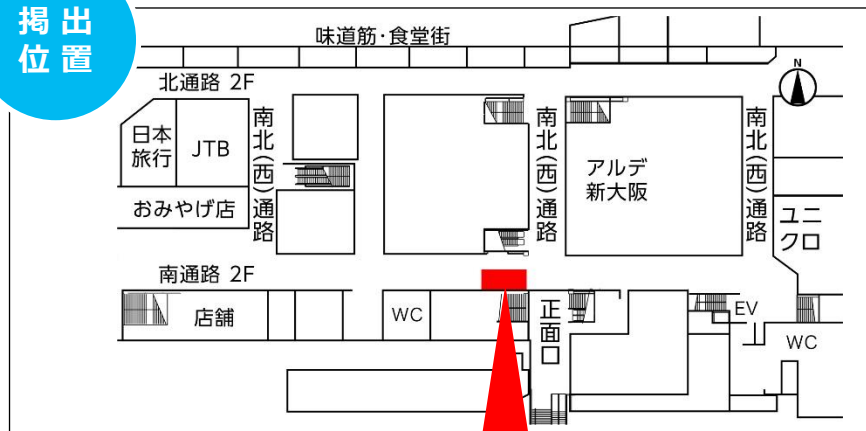 掲出
位置
味道筋・食堂街
N
北通路 2F
日本
旅行
JTB
南北(西)通路
南北(西)通路
南北(西)通路
アルデ
新大阪
おみやげ店
ユニ
クロ
南通路 2F
店舗
WC
正面口
EV
WC